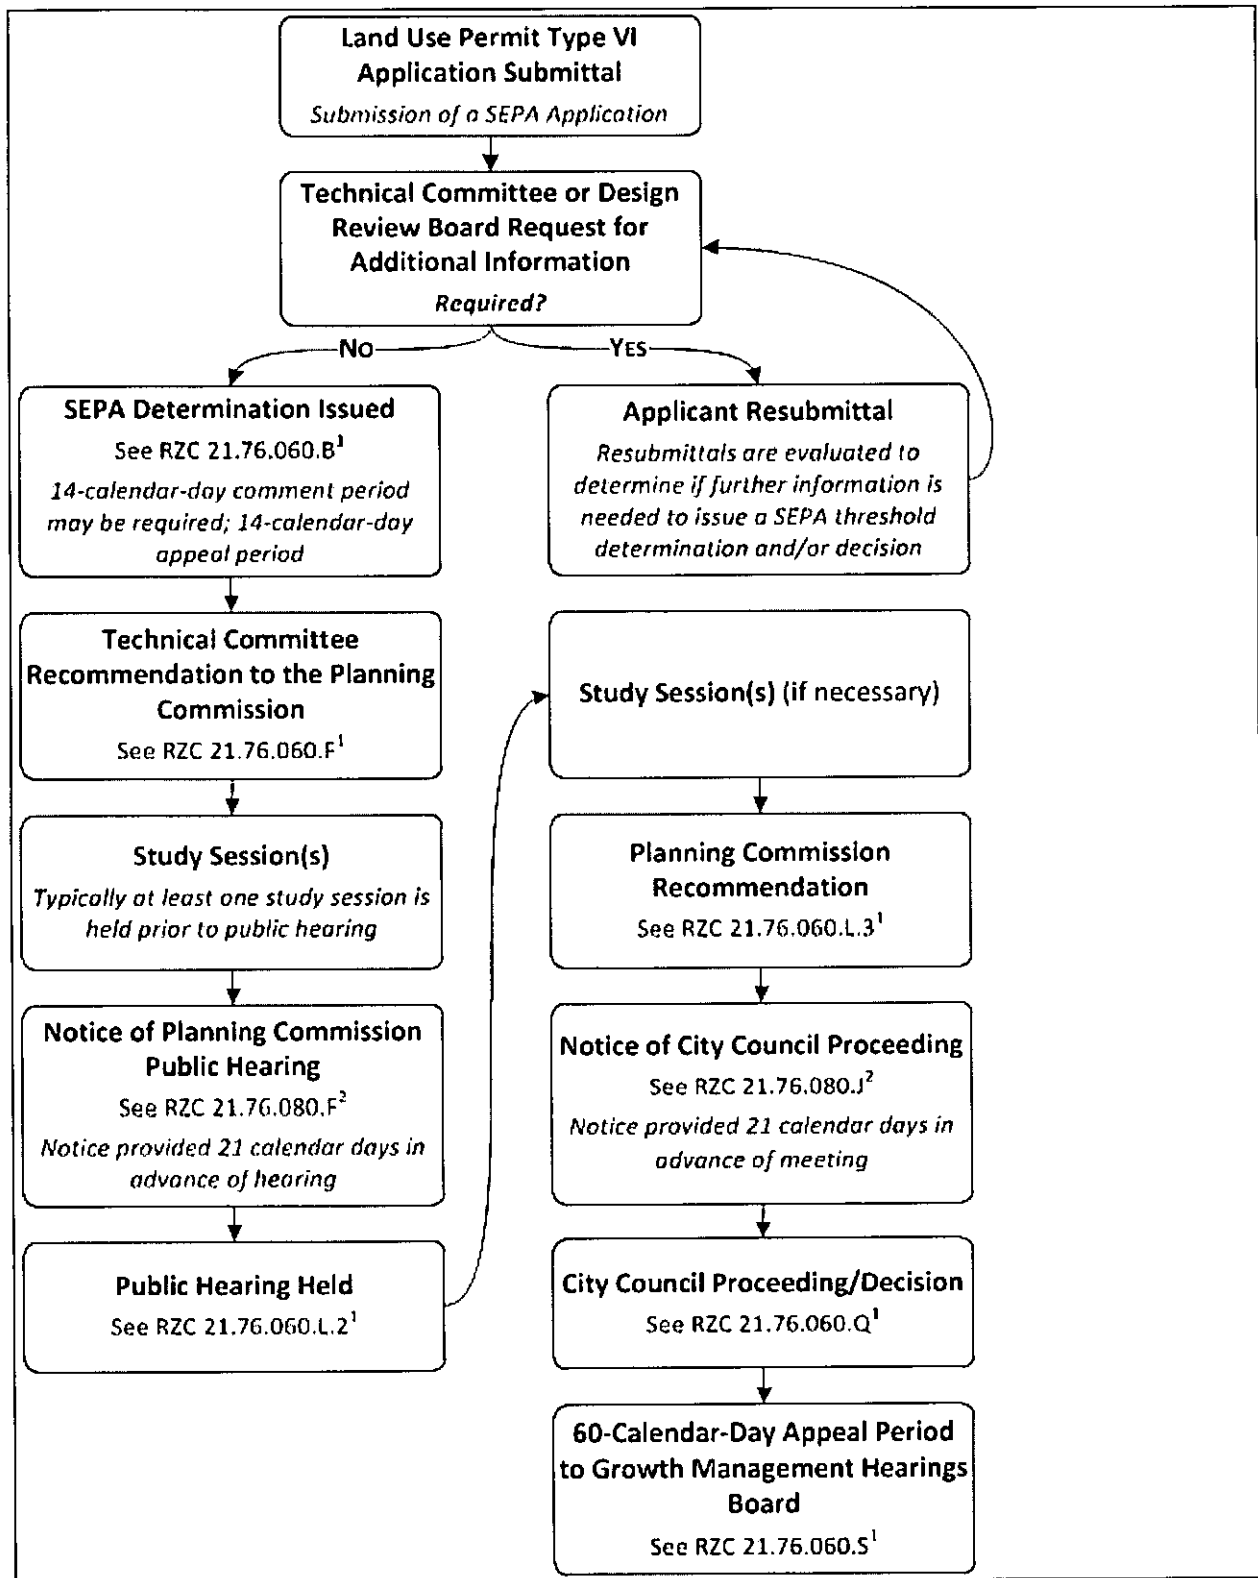 Land Use Permit Type VI
Application Submittal
Submission of a SEPA Application
Technical Committee or Design
Review Board Request for
Additional Information
Required?
NO
YES
SEPA Determination Issued
See RZC 21.76.060.B¹
14-calendar-day comment period
may be required; 14-calendar-day
appeal period
Applicant Resubmittal
Resubmittals are evaluated to
determine if further information is
needed to issue a SEPA threshold
determination and/or decision
Technical Committee
Recommendation to the Planning
Commission
See RZC 21.76.060.F¹
Study Session(s)
Typically at least one study session is
held prior to public hearing
Notice of Planning Commission
Public Hearing
See RZC 21.76.080.F²
Notice provided 21 calendar days in
advance of hearing
Public Hearing Held
See RZC 21.76.060.L.2¹
Study Session(s) (if necessary)
Planning Commission
Recommendation
See RZC 21.76.060.L.3¹
Notice of City Council Proceeding
See RZC 21.76.080.J²
Notice provided 21 calendar days in
advance of meeting
City Council Proceeding/Decision
See RZC 21.76.060.Q¹
60-Calendar-Day Appeal Period
to Growth Management Hearings
Board
See RZC 21.76.060.S¹